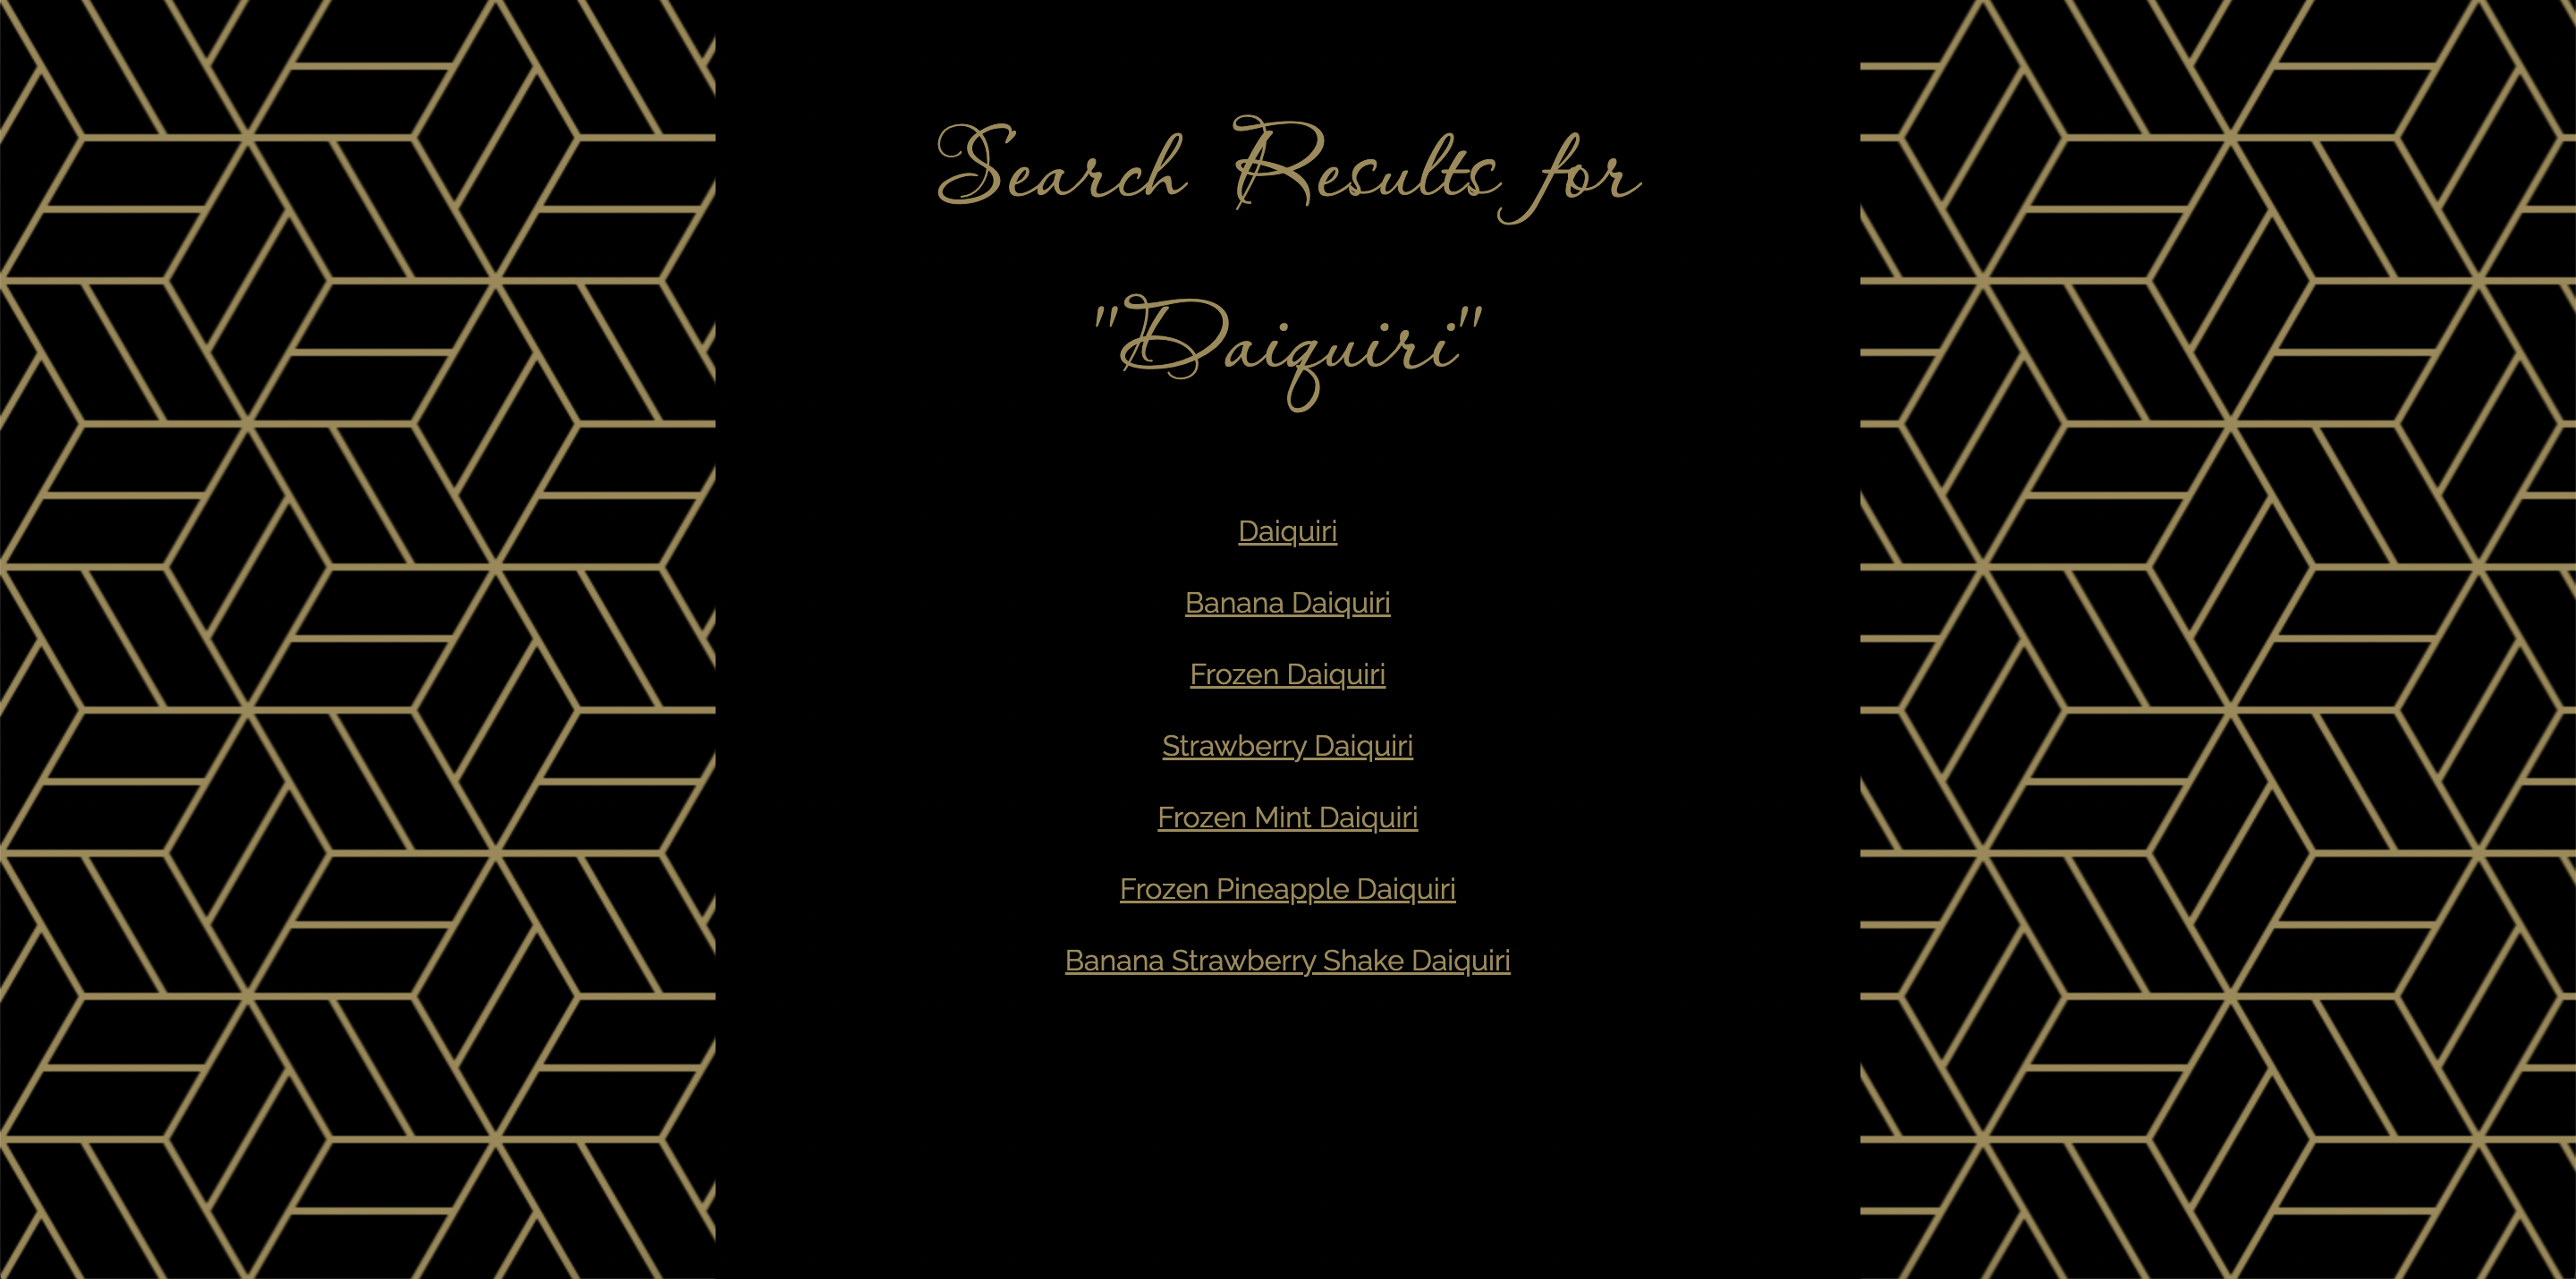 Search Results for
"Daiquiri"
Daiquiri
Banana Daiquiri
Frozen Daiquiri
Strawberry Daiquiri
Frozen Mint Daiquiri
Frozen Pineapple Daiquiri
Banana Strawberry Shake Daiquiri